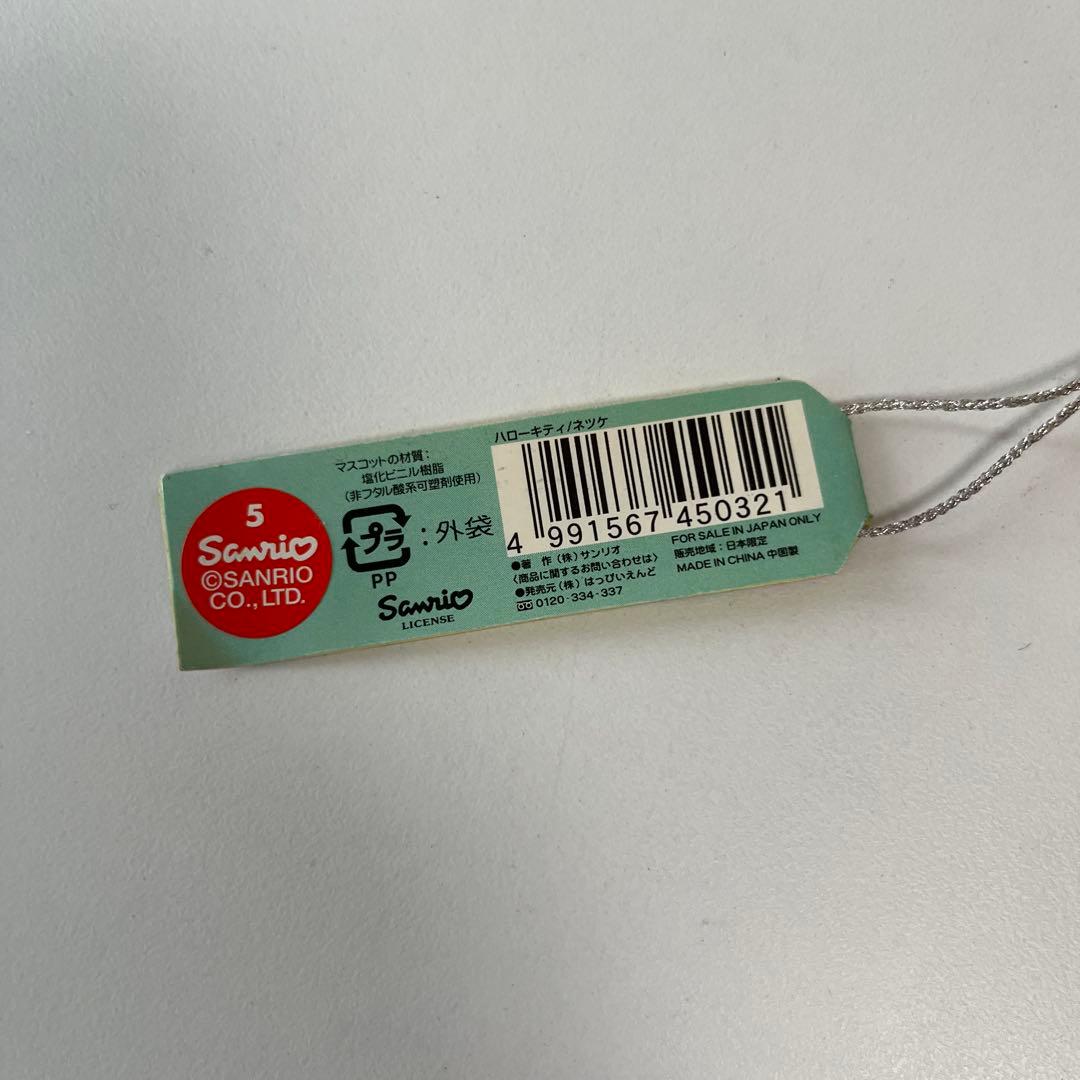 5
Sanrio
©SANRIO
CO., LTD.
マスコットの材質：
塩化ビニル樹脂
（非フタル酸系可塑剤使用）
プラ
：外袋
PP
Sanrio
LICENSE
ハローキティ/ネツケ
4 991567 450321
●著 作（株）サンリオ
〈商品に関するお問い合わせは〉
●発売元（株）はっぴいえんど
0120-334-337
FOR SALE IN JAPAN ONLY
販売地域：日本限定
MADE IN CHINA 中国製